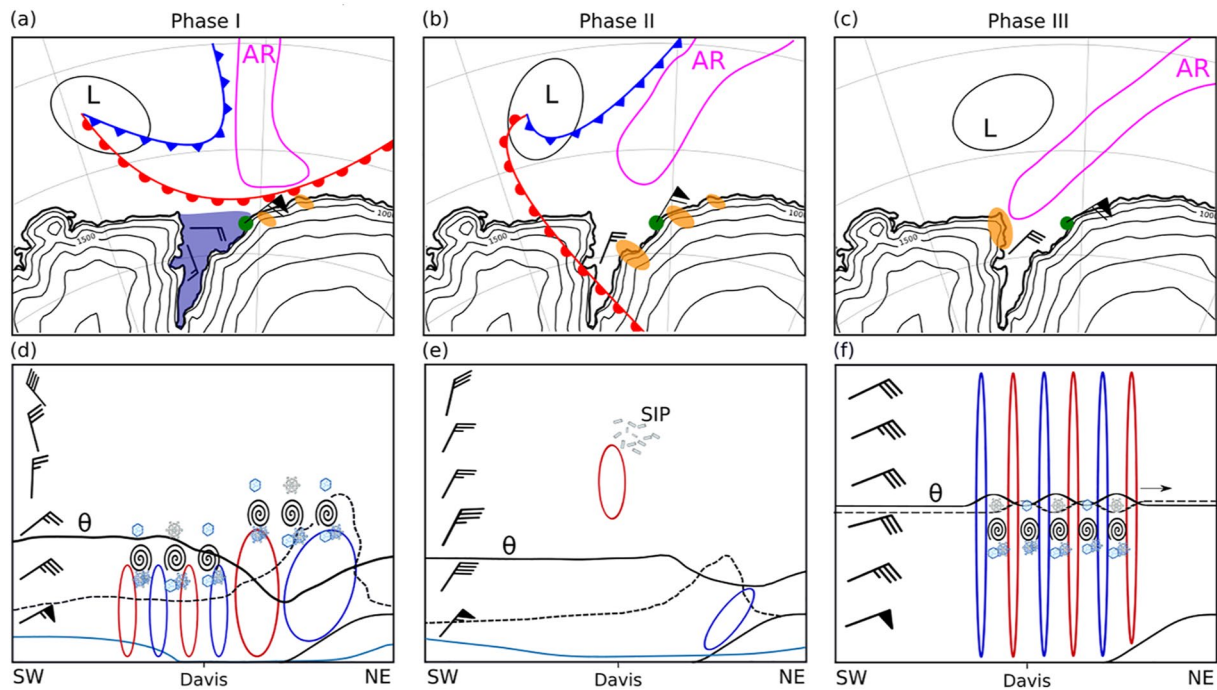 (a) Phase I
(b) Phase II
(c) Phase III
L
AR
1500
1000
L
AR
1500
1000
L
AR
1500
1000
(d)
(e)
(f)
θ
SW
Davis
NE
SIP
θ
SW
Davis
NE
θ
SW
Davis
NE